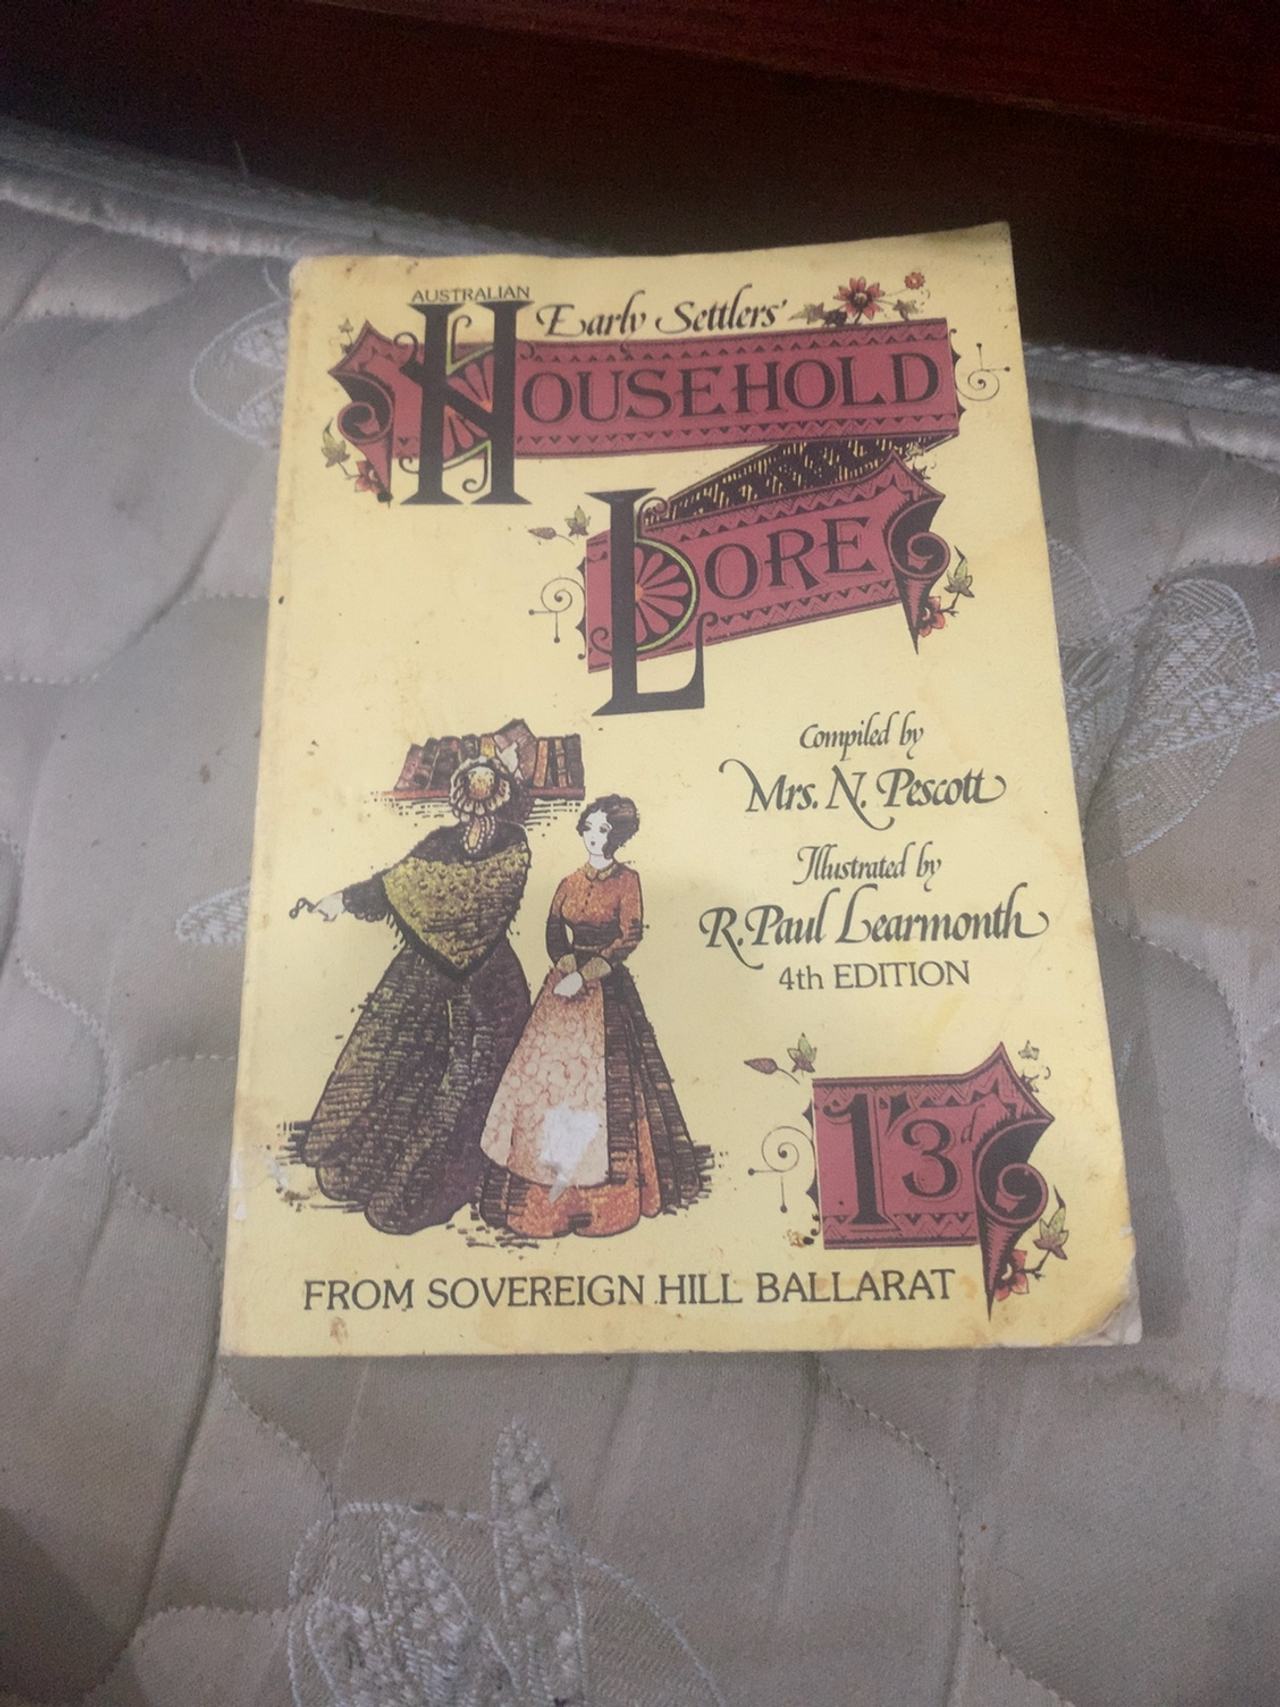 AUSTRALIAN
Early Settlers'
HOUSEHOLD
LORE
Compiled by
Mrs. N. Pescott
Illustrated by
R. Paul Learmonth
4th EDITION
1'3d
FROM SOVEREIGN HILL BALLARAT